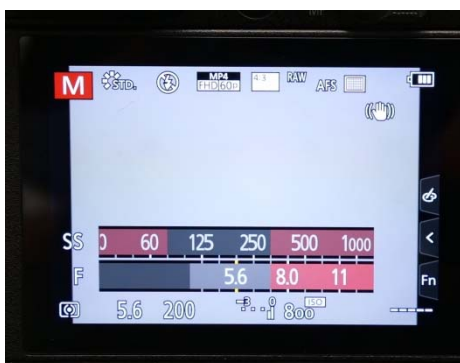 M STD. MP4 FHD 60p 4:3 RAW AFS
SS 60 125 250 500 1000
F 5.6 8.0 11
Fn
5.6 200 -3 0 800 ISO